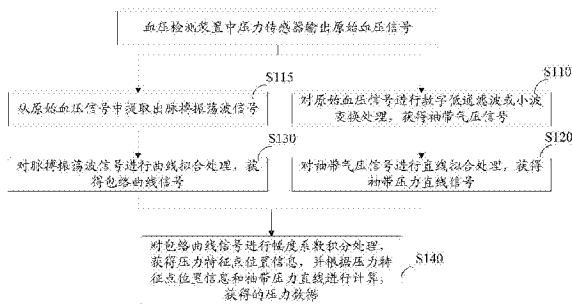 血压检测装置中压力传感器输出原始血压信号
S115
S110
从原始血压信号中提取出脉搏振荡波信号
对原始血压信号进行数字低通滤波或小波
变换处理，获得袖带气压信号
S130
S120
对脉搏振荡波信号进行曲线拟合处理，获
得包络曲线信号
对袖带气压信号进行直线拟合处理，获得
袖带压力直线信号
对包络曲线信号进行幅度系数积分处理，
获得压力特征点位置信息，并根据压力特
征点位置信息和袖带压力直线进行计算，
获得的压力数据
S140